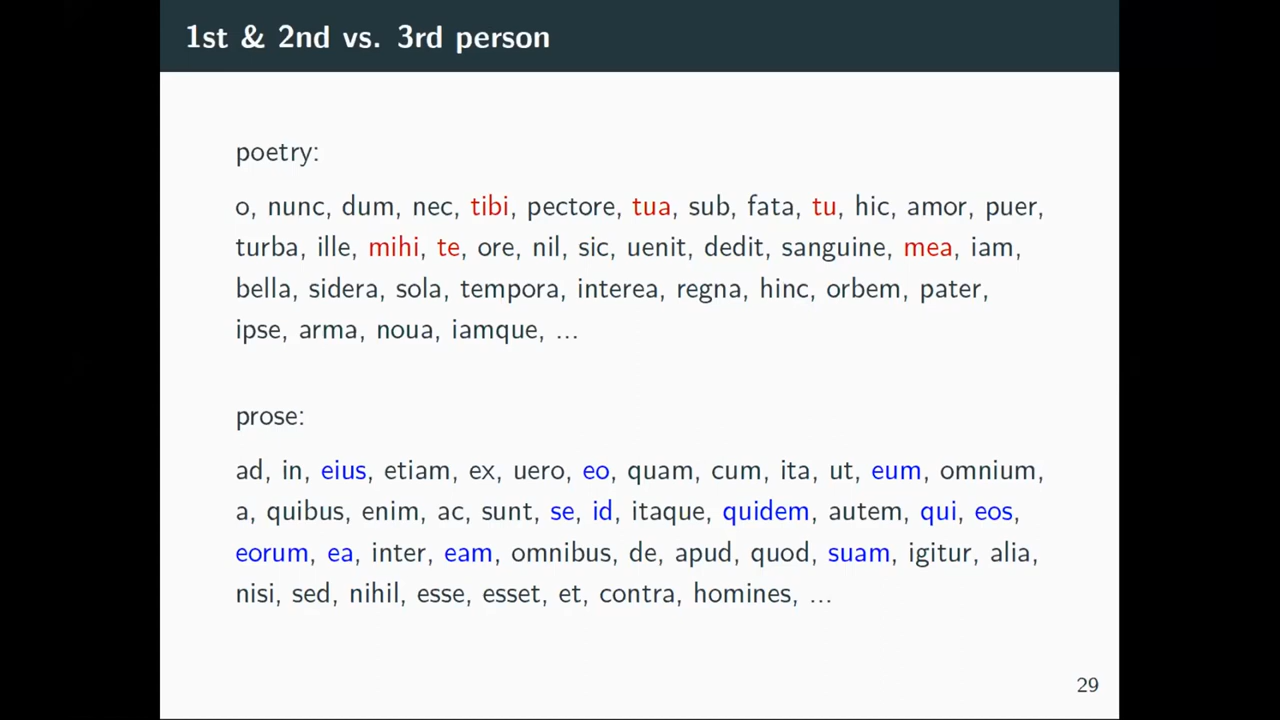 1st & 2nd vs. 3rd person
poetry:
o, nunc, dum, nec, tibi, pectore, tua, sub, fata, tu, hic, amor, puer,
turba, ille, mihi, te, ore, nil, sic, uenit, dedit, sanguine, mea, iam,
bella, sidera, sola, tempora, interea, regna, hinc, orbem, pater,
ipse, arma, noua, iamque, ...
prose:
ad, in, eius, etiam, ex, uero, eo, quam, cum, ita, ut, eum, omnium,
a, quibus, enim, ac, sunt, se, id, itaque, quidem, autem, qui, eos,
eorum, ea, inter, eam, omnibus, de, apud, quod, suam, igitur, alia,
nisi, sed, nihil, esse, esset, et, contra, homines, ...
29